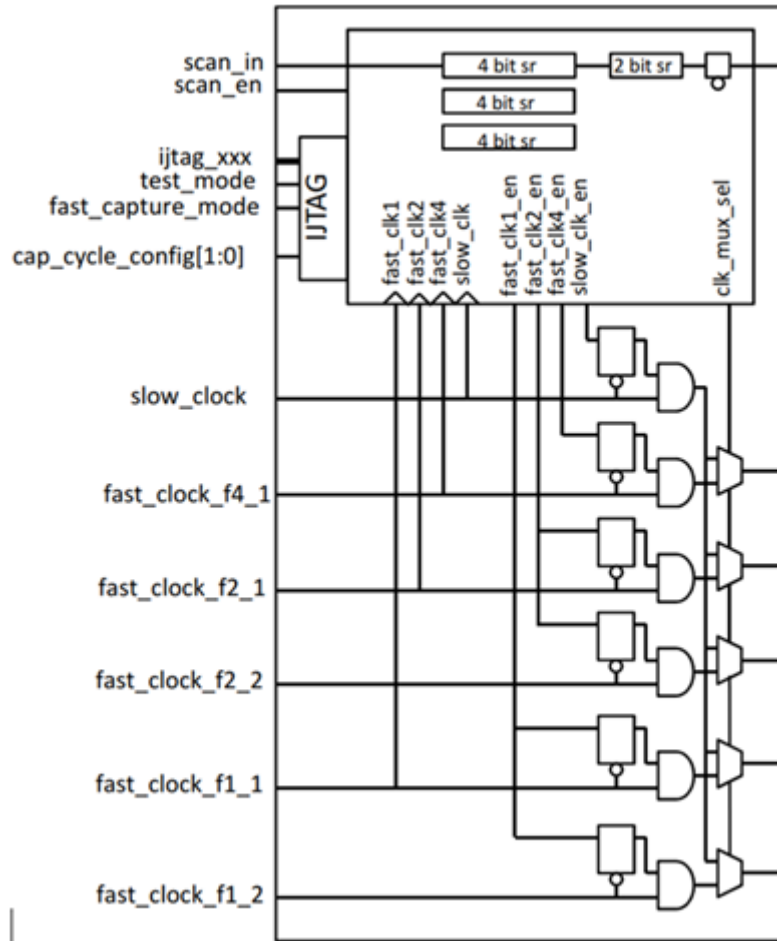 scan_in
scan_en
4 bit sr
2 bit sr
4 bit sr
4 bit sr
ijtag_xxx
test_mode
fast_capture_mode
cap_cycle_config[1:0]
IJTAG
fast_clk1
fast_clk2
fast_clk4
slow_clk
fast_clk1_en
fast_clk2_en
fast_clk4_en
slow_clk_en
clk_mux_sel
slow_clock
fast_clock_f4_1
fast_clock_f2_1
fast_clock_f2_2
fast_clock_f1_1
fast_clock_f1_2